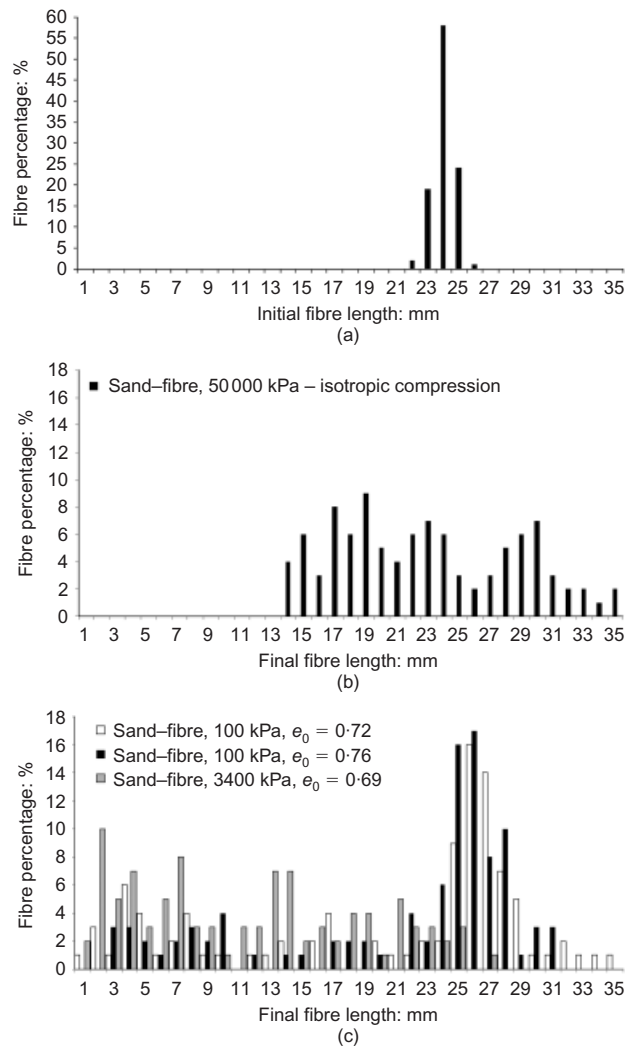 60
55
50
45
40
35
30
25
20
15
10
5
0
Fibre percentage: %
1 3 5 7 9 11 13 15 17 19 21 23 25 27 29 31 33 35
Initial fibre length: mm
(a)
18
16
14
12
10
8
6
4
2
0
Fibre percentage: %
Sand–fibre, 50 000 kPa – isotropic compression
1 3 5 7 9 11 13 15 17 19 21 23 25 27 29 31 33 35
Final fibre length: mm
(b)
18
16
14
12
10
8
6
4
2
0
Fibre percentage: %
Sand–fibre, 100 kPa, e0 = 0·72
Sand–fibre, 100 kPa, e0 = 0·76
Sand–fibre, 3400 kPa, e0 = 0·69
1 3 5 7 9 11 13 15 17 19 21 23 25 27 29 31 33 35
Final fibre length: mm
(c)